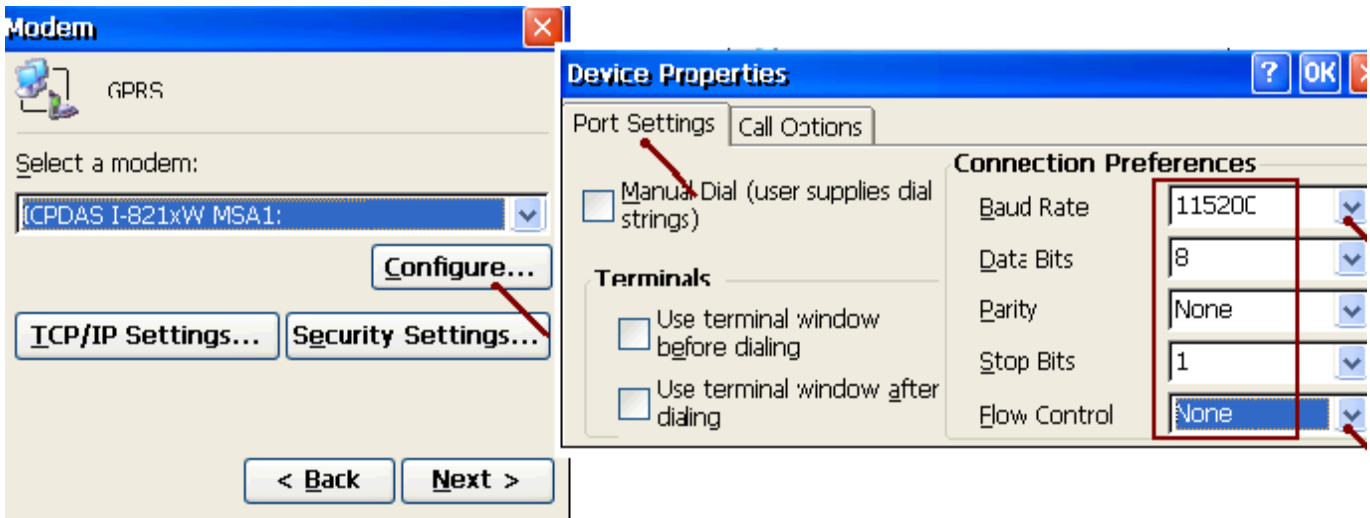 Modem
GPRS
Select a modem:
ICPDAS I-821xW MSA1:
Configure...
TCP/IP Settings...
Security Settings...
< Back
Next >
Device Properties
? OK ×
Port Settings
Call Options
Manual Dial (user supplies dial
strings)
Terminals
Use terminal window
before dialing
Use terminal window after
dialing
Connection Preferences
Baud Rate
115200
Data Bits
8
Parity
None
Stop Bits
1
Flow Control
None